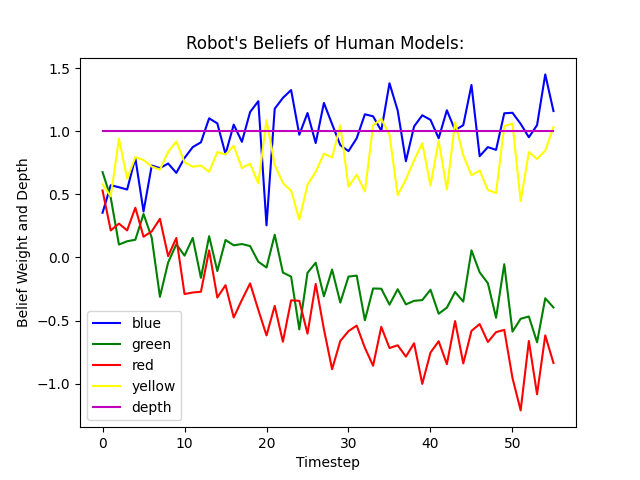 Robot's Beliefs of Human Models:
Belief Weight and Depth
1.5
1.0
0.5
0.0
−0.5
−1.0
blue
green
red
yellow
depth
0 10 20 30 40 50
Timestep